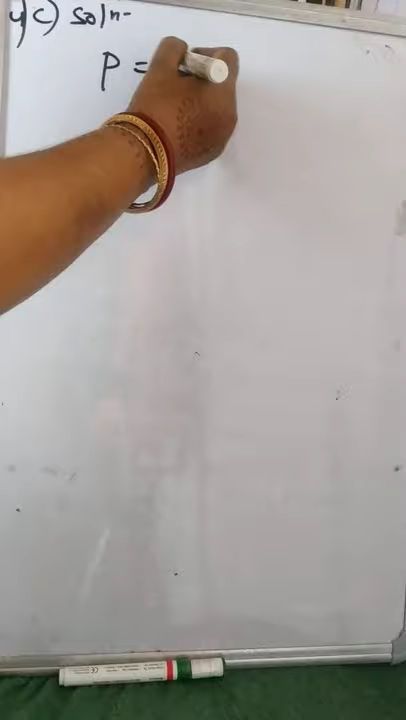 4) c) soln-
P =